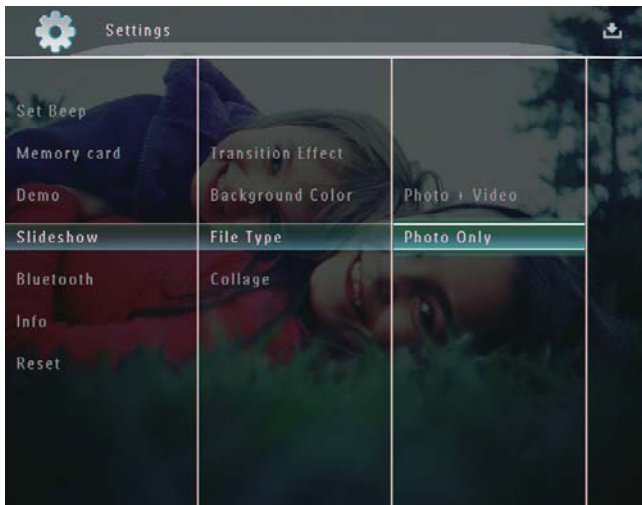 Settings
Set Beep
Memory card
Demo
Slideshow
Bluetooth
Info
Reset
Transition Effect
Background Color
File Type
Collage
Photo + Video
Photo Only